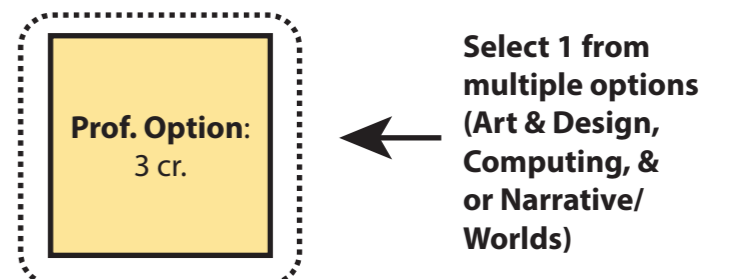 Prof. Option:
3 cr.
Select 1 from
multiple options
(Art & Design,
Computing, &
or Narrative/
Worlds)